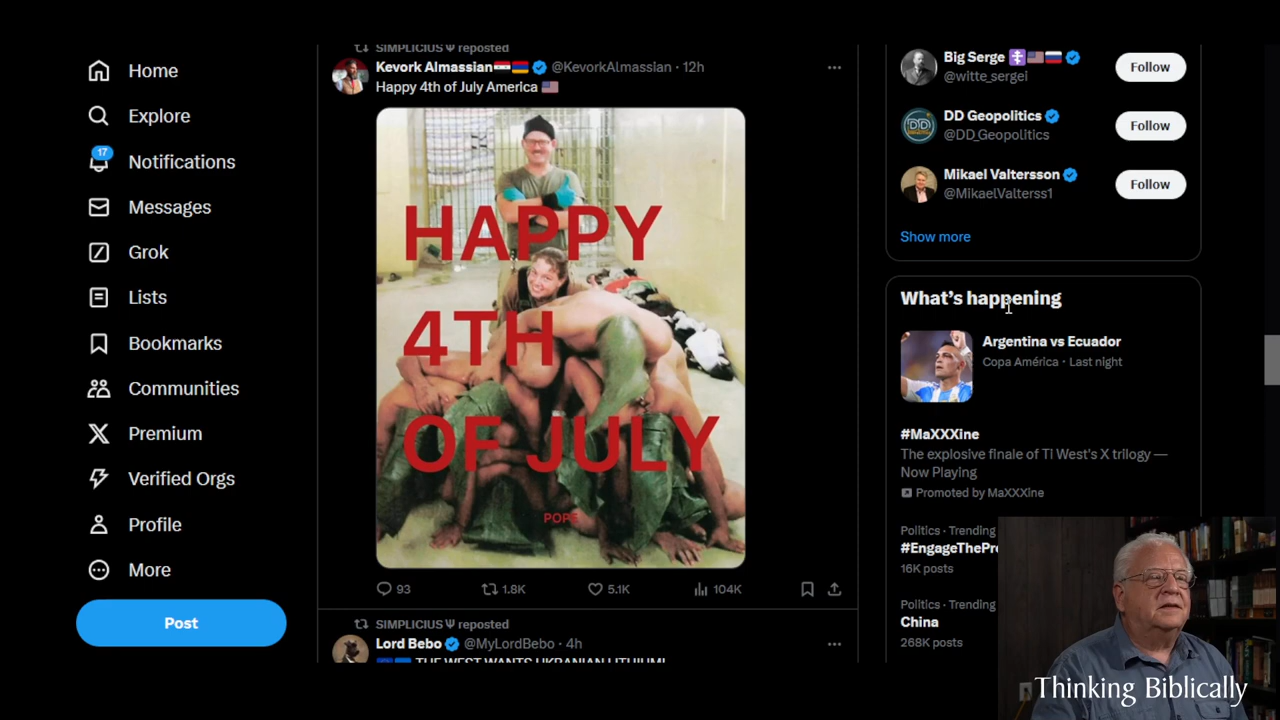 Home
Explore
17
Notifications
Messages
Grok
Lists
Bookmarks
Communities
Premium
Verified Orgs
Profile
More
Post
SIMPLICIUS Ψ reposted
Kevork Almassian @KevorkAlmassian · 12h
Happy 4th of July America
HAPPY
4TH
OF JULY
POPE
93 1.8K 5.1K 104K
SIMPLICIUS Ψ reposted
Lord Bebo @MyLordBebo · 4h
THE WEST WANTS UKRANIAN LITHIUM!
Big Serge
@witte_sergei
Follow
DD Geopolitics
@DD_Geopolitics
Follow
Mikael Valtersson
@MikaelValterss1
Follow
Show more
What's happening
Argentina vs Ecuador
Copa América · Last night
#MaXXXine
The explosive finale of Ti West's X trilogy —
Now Playing
Promoted by MaXXXine
Politics · Trending
#EngageThePre
16K posts
Politics · Trending
China
268K posts
Thinking Biblically